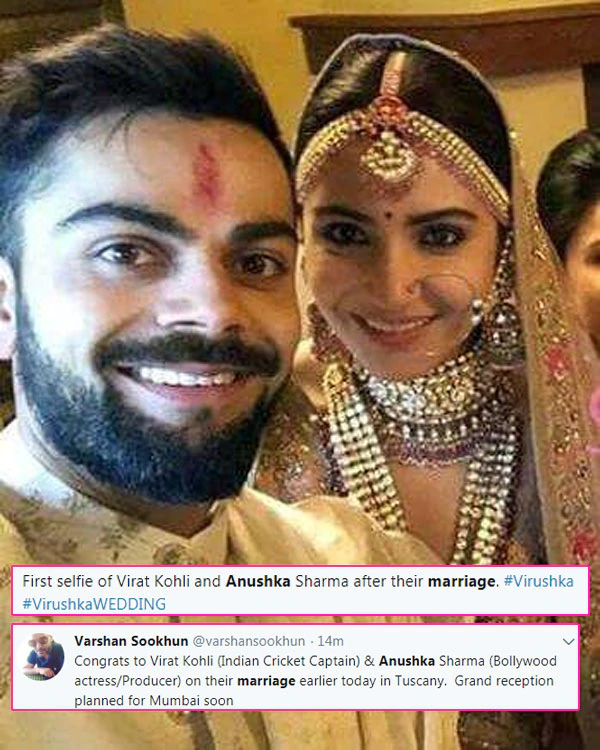 First selfie of Virat Kohli and Anushka Sharma after their marriage. #Virushka
#VirushkaWEDDING
Varshan Sookhun @varshansookhun · 14m
Congrats to Virat Kohli (Indian Cricket Captain) & Anushka Sharma (Bollywood
actress/Producer) on their marriage earlier today in Tuscany. Grand reception
planned for Mumbai soon